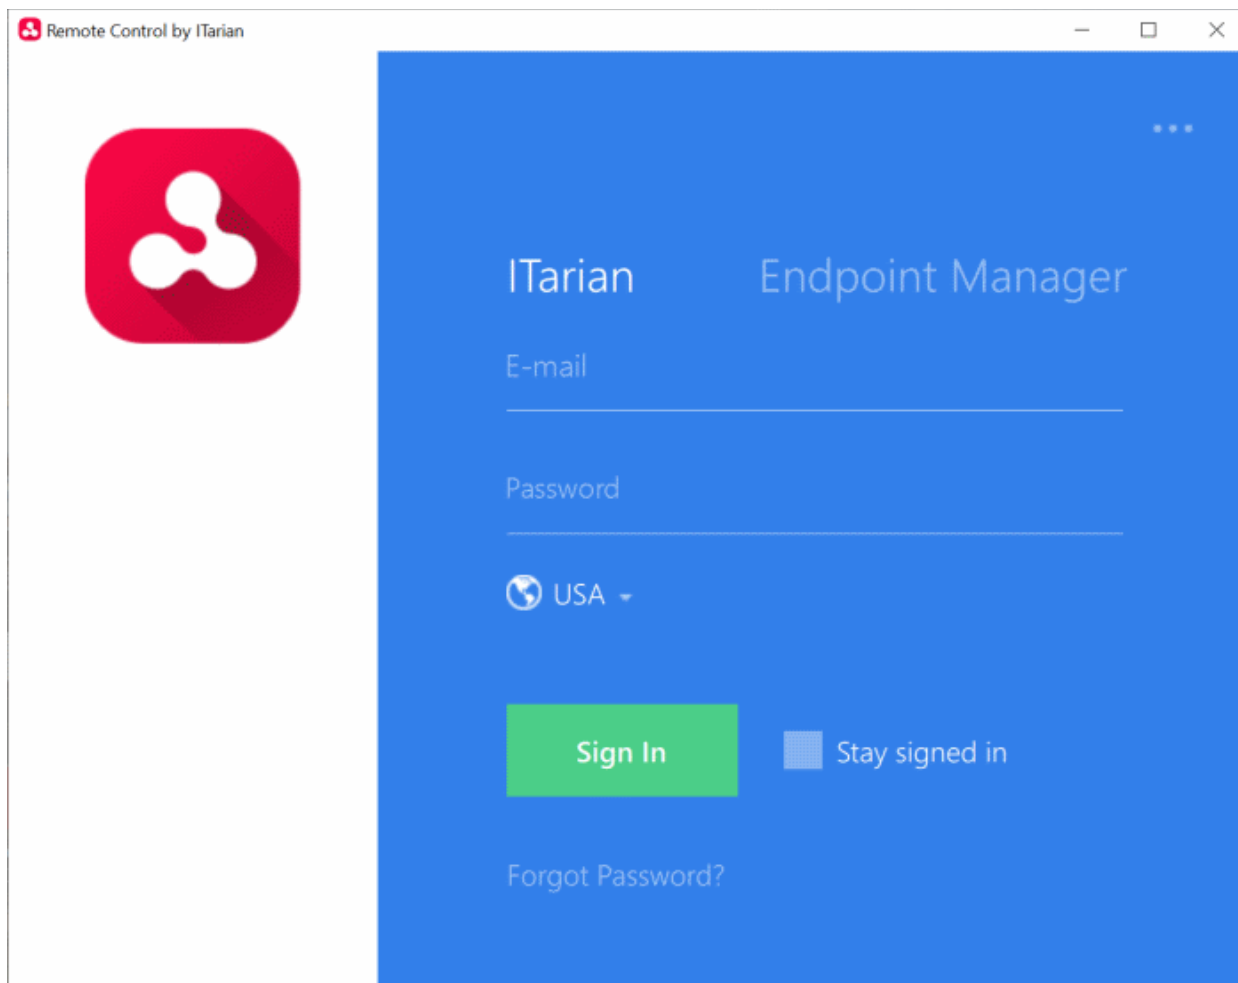 Remote Control by ITarian
ITarian Endpoint Manager
E-mail
Password
USA
Sign In Stay signed in
Forgot Password?